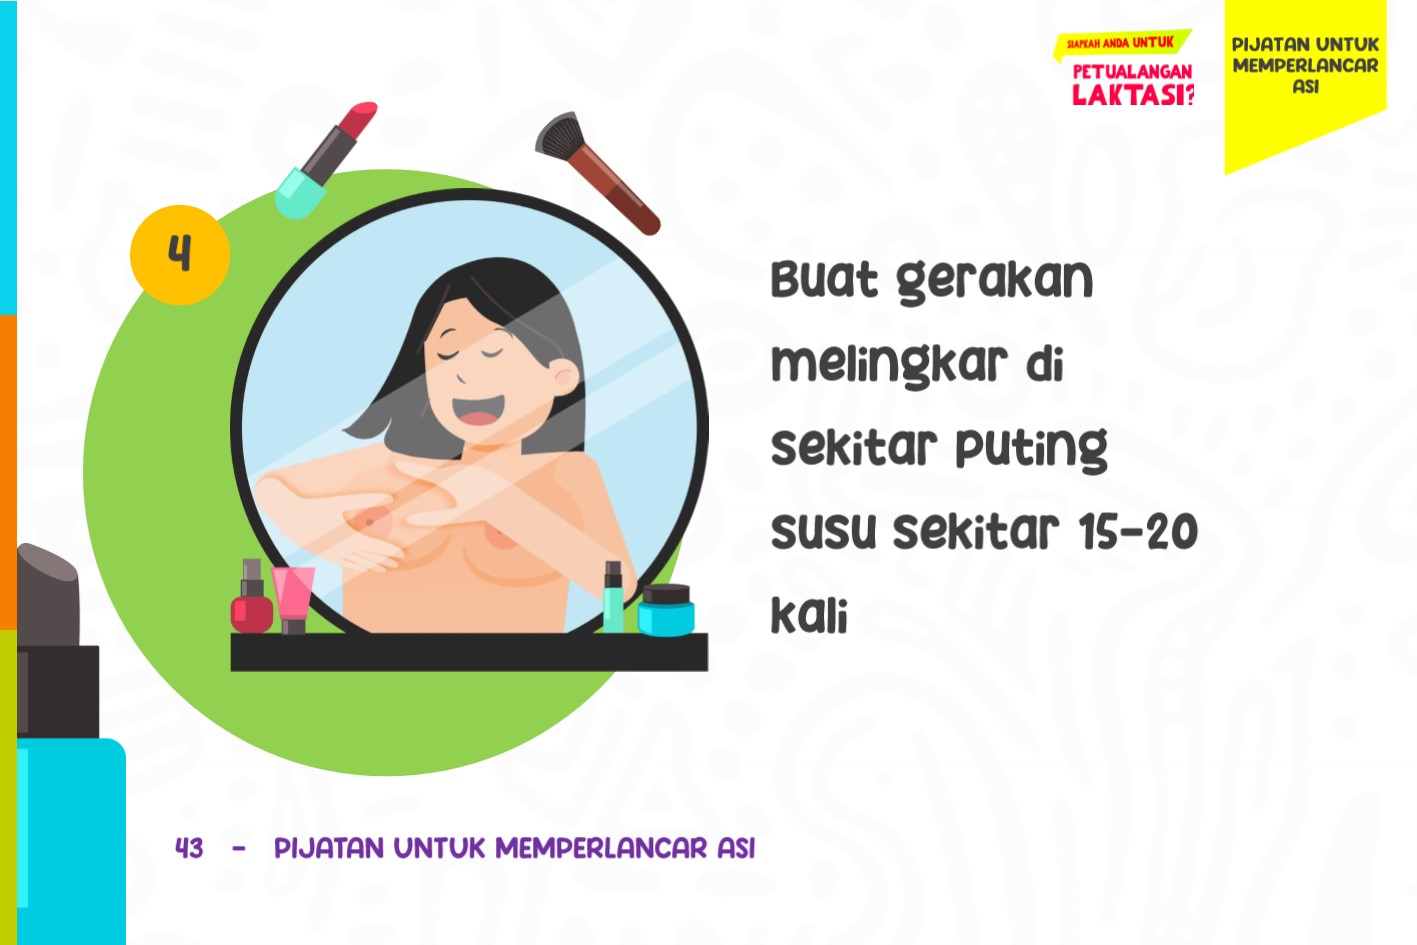 SIAPKAH ANDA UNTUK
PETUALANGAN
LAKTASI?
PIJATAN UNTUK
MEMPERLANCAR
ASI
4
Buat gerakan
melingkar di
sekitar puting
susu sekitar 15-20
kali
43 - PIJATAN UNTUK MEMPERLANCAR ASI